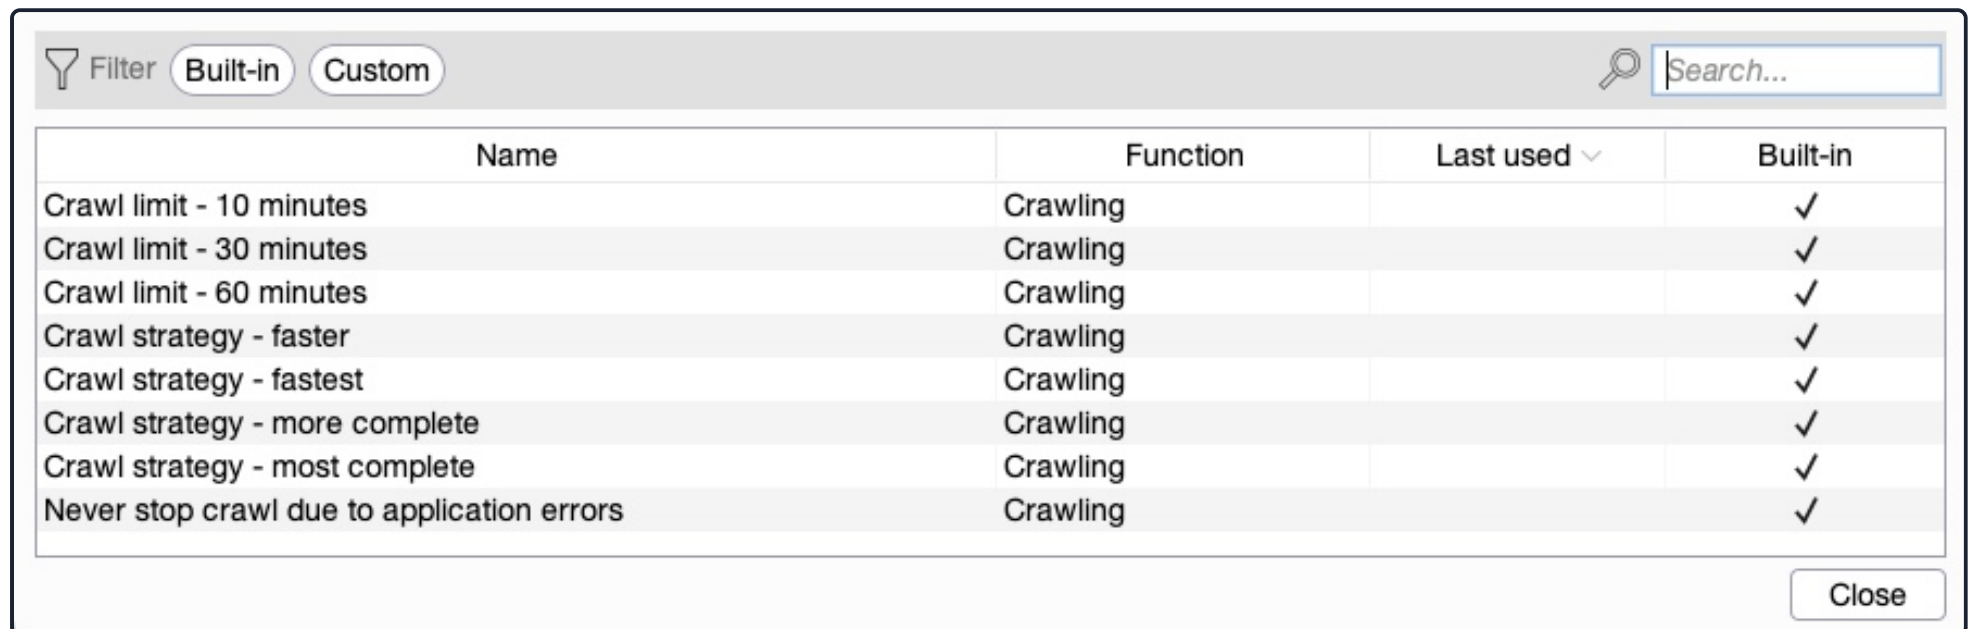 Filter Built-in Custom Search...
Name Function Last used Built-in
Crawl limit - 10 minutes Crawling ✓
Crawl limit - 30 minutes Crawling ✓
Crawl limit - 60 minutes Crawling ✓
Crawl strategy - faster Crawling ✓
Crawl strategy - fastest Crawling ✓
Crawl strategy - more complete Crawling ✓
Crawl strategy - most complete Crawling ✓
Never stop crawl due to application errors Crawling ✓
Close